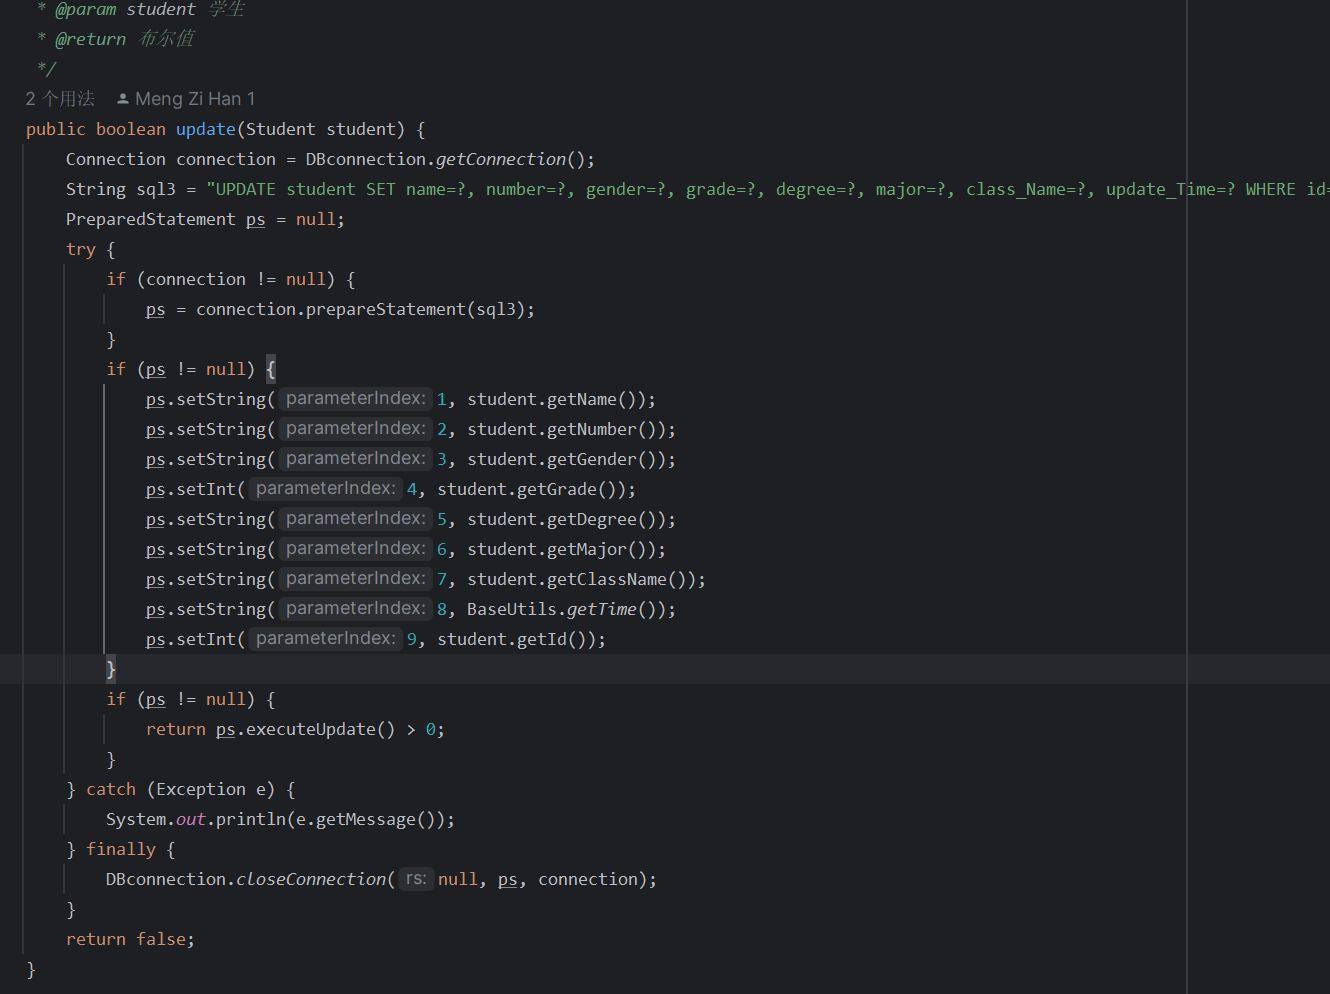 * @param student 学生
* @return 布尔值
*/
2 个用法 Meng Zi Han 1
public boolean update(Student student) {
Connection connection = DBconnection.getConnection();
String sql3 = "UPDATE student SET name=?, number=?, gender=?, grade=?, degree=?, major=?, class_Name=?, update_Time=? WHERE id=
PreparedStatement ps = null;
try {
if (connection != null) {
ps = connection.prepareStatement(sql3);
}
if (ps != null) {
ps.setString( parameterIndex: 1, student.getName());
ps.setString( parameterIndex: 2, student.getNumber());
ps.setString( parameterIndex: 3, student.getGender());
ps.setInt( parameterIndex: 4, student.getGrade());
ps.setString( parameterIndex: 5, student.getDegree());
ps.setString( parameterIndex: 6, student.getMajor());
ps.setString( parameterIndex: 7, student.getClassName());
ps.setString( parameterIndex: 8, BaseUtils.getTime());
ps.setInt( parameterIndex: 9, student.getId());
}
if (ps != null) {
return ps.executeUpdate() > 0;
}
} catch (Exception e) {
System.out.println(e.getMessage());
} finally {
DBconnection.closeConnection( rs: null, ps, connection);
}
return false;
}